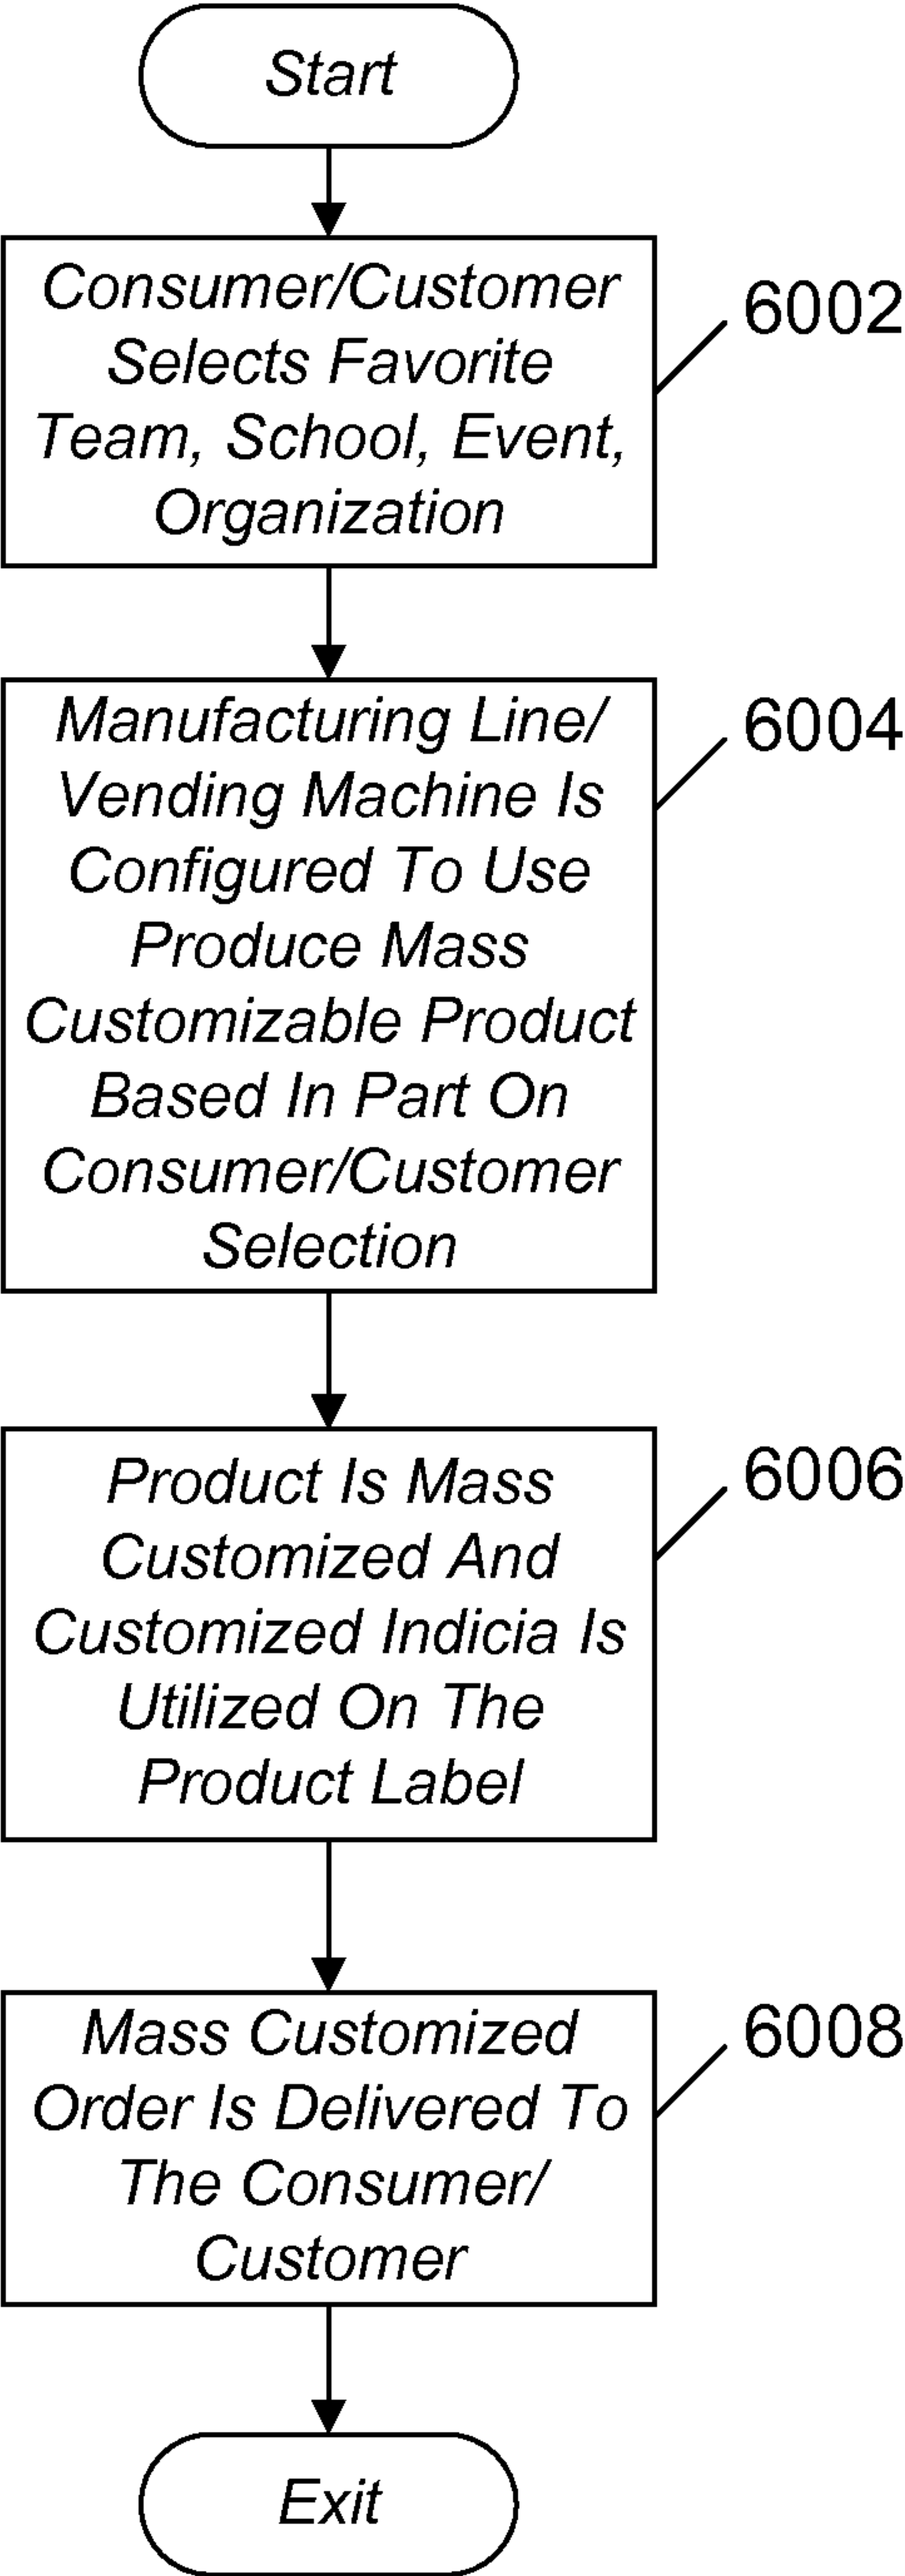 Start
Consumer/Customer
Selects Favorite
Team, School, Event,
Organization
6002
Manufacturing Line/
Vending Machine Is
Configured To Use
Produce Mass
Customizable Product
Based In Part On
Consumer/Customer
Selection
6004
Product Is Mass
Customized And
Customized Indicia Is
Utilized On The
Product Label
6006
Mass Customized
Order Is Delivered To
The Consumer/
Customer
6008
Exit